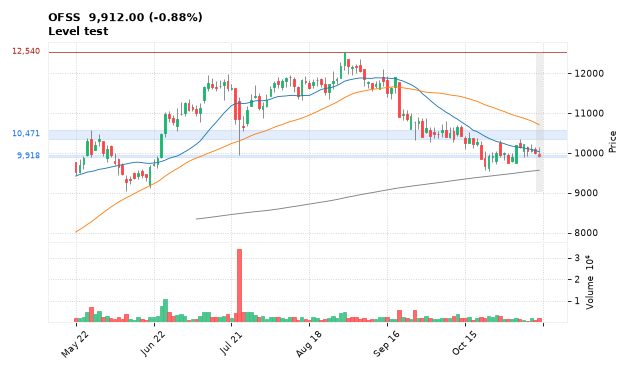 OFSS 9,912.00 (-0.88%)
Level test
12,540
10,471
9,918
12000
11000
10000
9000
8000
Price
3
2
1
Volume 10⁴
May 22
Jun 22
Jul 21
Aug 18
Sep 16
Oct 15